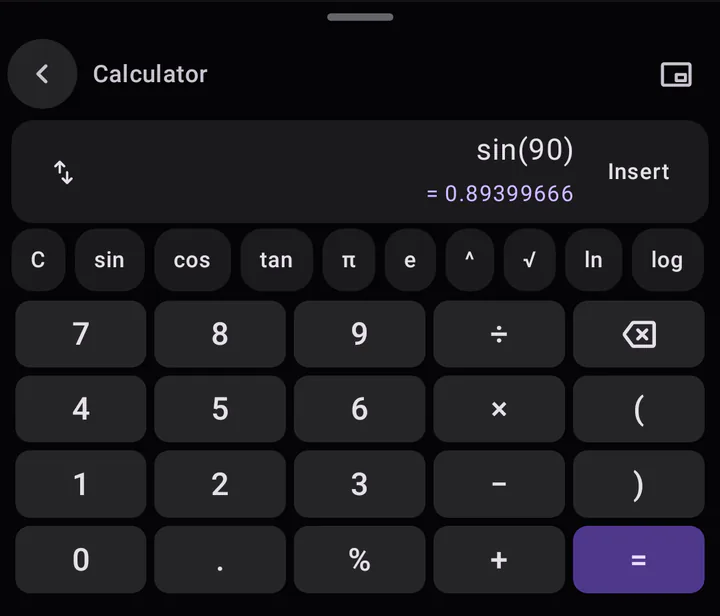 Calculator
sin(90)
= 0.89399666
Insert
C sin cos tan π e ^ √ ln log
7 8 9 ÷
4 5 6 × (
1 2 3 − )
0 . % + =